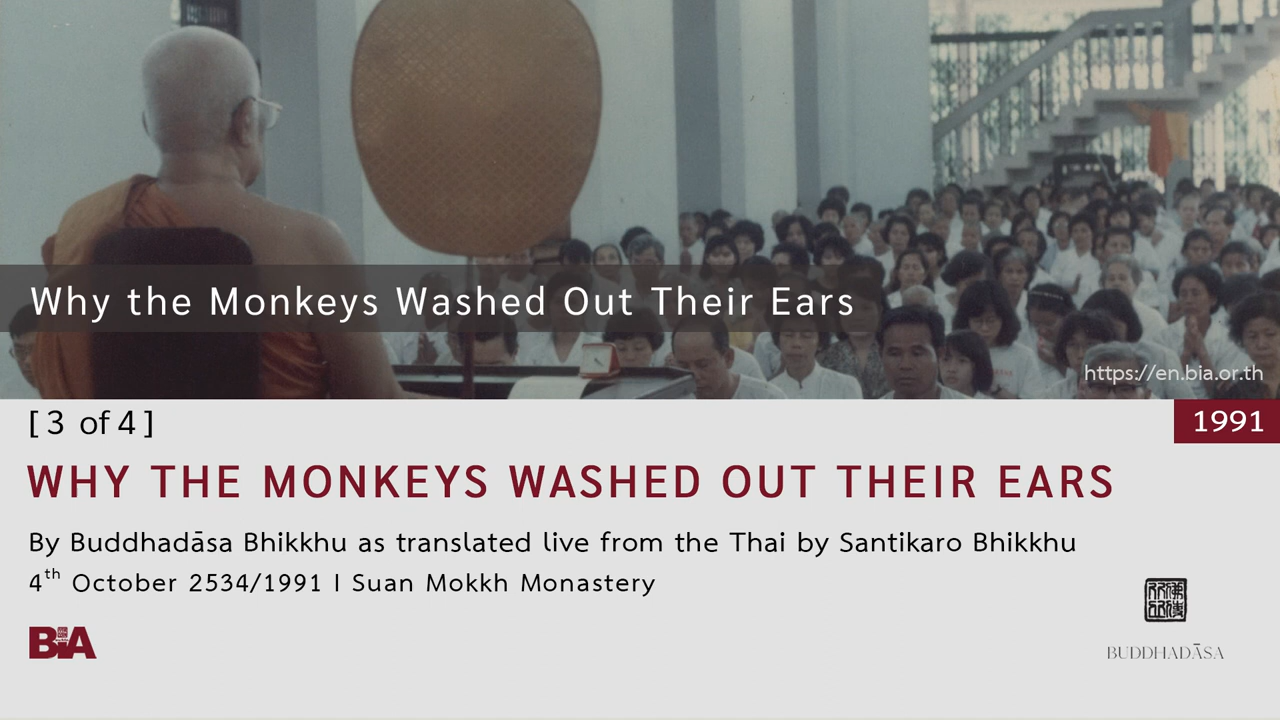 Why the Monkeys Washed Out Their Ears
https://en.bia.or.th
[ 3 of 4 ]
1991
WHY THE MONKEYS WASHED OUT THEIR EARS
By Buddhadāsa Bhikkhu as translated live from the Thai by Santikaro Bhikkhu
4th October 2534/1991 I Suan Mokkh Monastery
BIA
BUDDHADĀSA